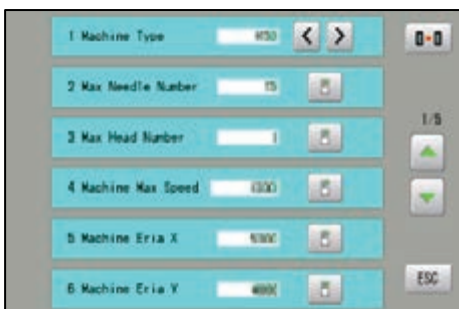 1 Machine Type
2 Max Needle Number 15
1/5
3 Max Head Number 1
4 Machine Max Speed
5 Machine Eria X
6 Machine Eria Y
ESC